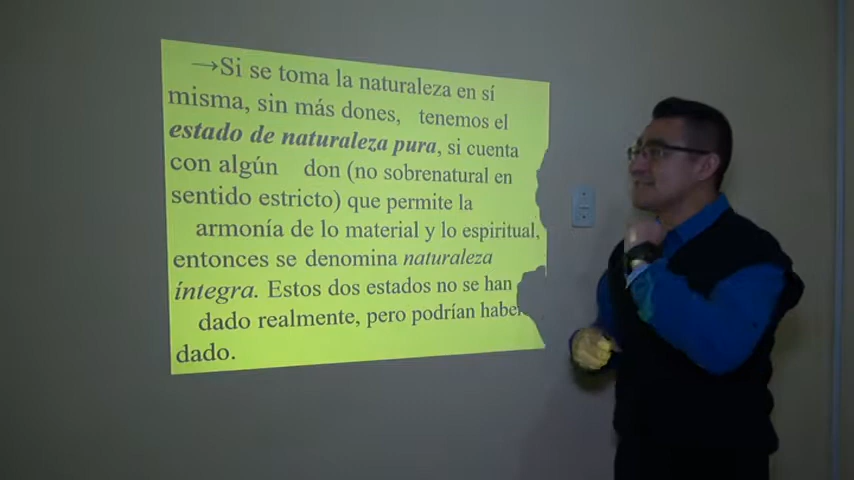 →Si se toma la naturaleza en sí
misma, sin más dones, tenemos el
estado de naturaleza pura, si cuenta
con algún don (no sobrenatural en
sentido estricto) que permite la
armonía de lo material y lo espiritual,
entonces se denomina naturaleza
íntegra. Estos dos estados no se han
dado realmente, pero podrían haber
dado.